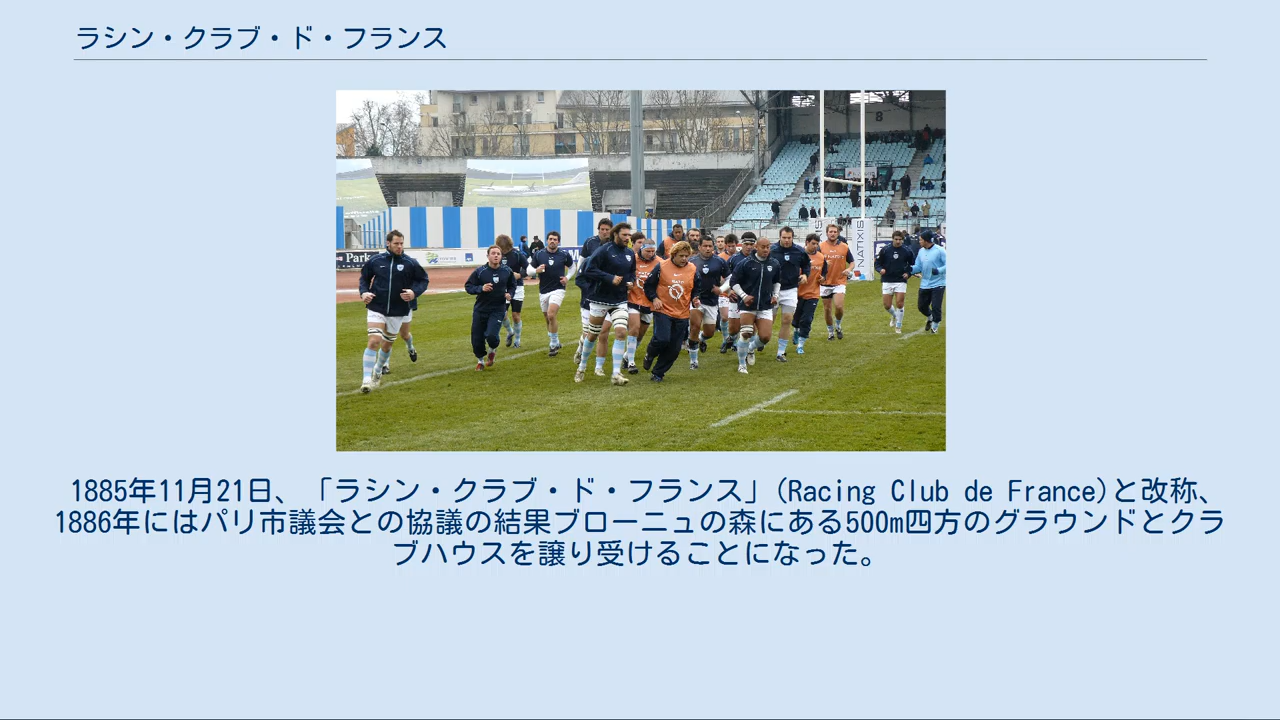 ラシン・クラブ・ド・フランス
8
NATIXIS
Park
1885年11月21日、「ラシン・クラブ・ド・フランス」(Racing Club de France)と改称、
1886年にはパリ市議会との協議の結果ブローニュの森にある500m四方のグラウンドとクラ
ブハウスを譲り受けることになった。